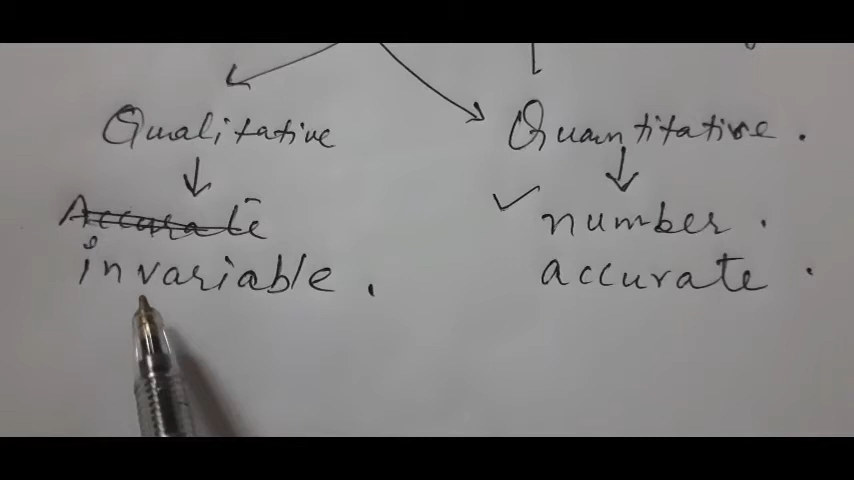 Qualitative
Quantitative.
Accurate
number.
invariable.
accurate.